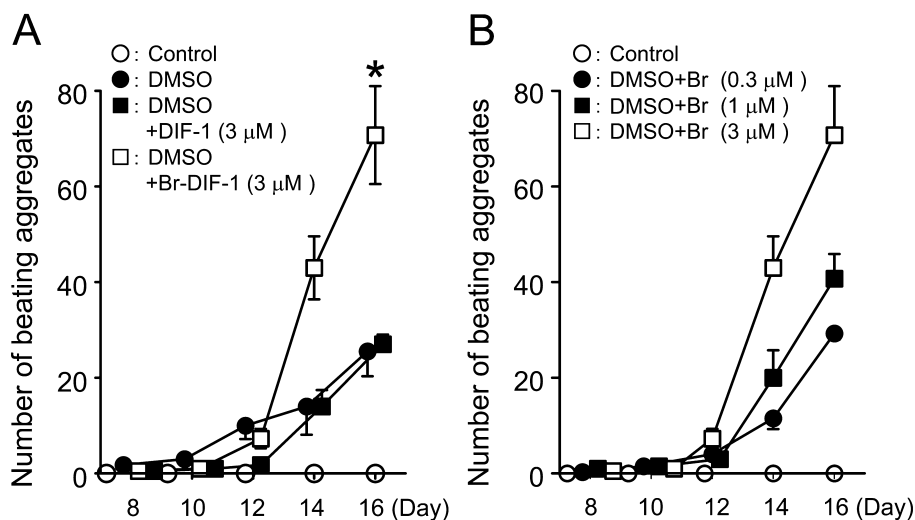 A
○: Control
●: DMSO
■: DMSO
+DIF-1 (3 μM )
□: DMSO
+Br-DIF-1 (3 μM )
*
Number of beating aggregates
80
60
40
20
0
8 10 12 14 16 (Day)
B
○: Control
●: DMSO+Br (0.3 μM )
■: DMSO+Br (1 μM )
□: DMSO+Br (3 μM )
Number of beating aggregates
80
60
40
20
0
8 10 12 14 16 (Day)